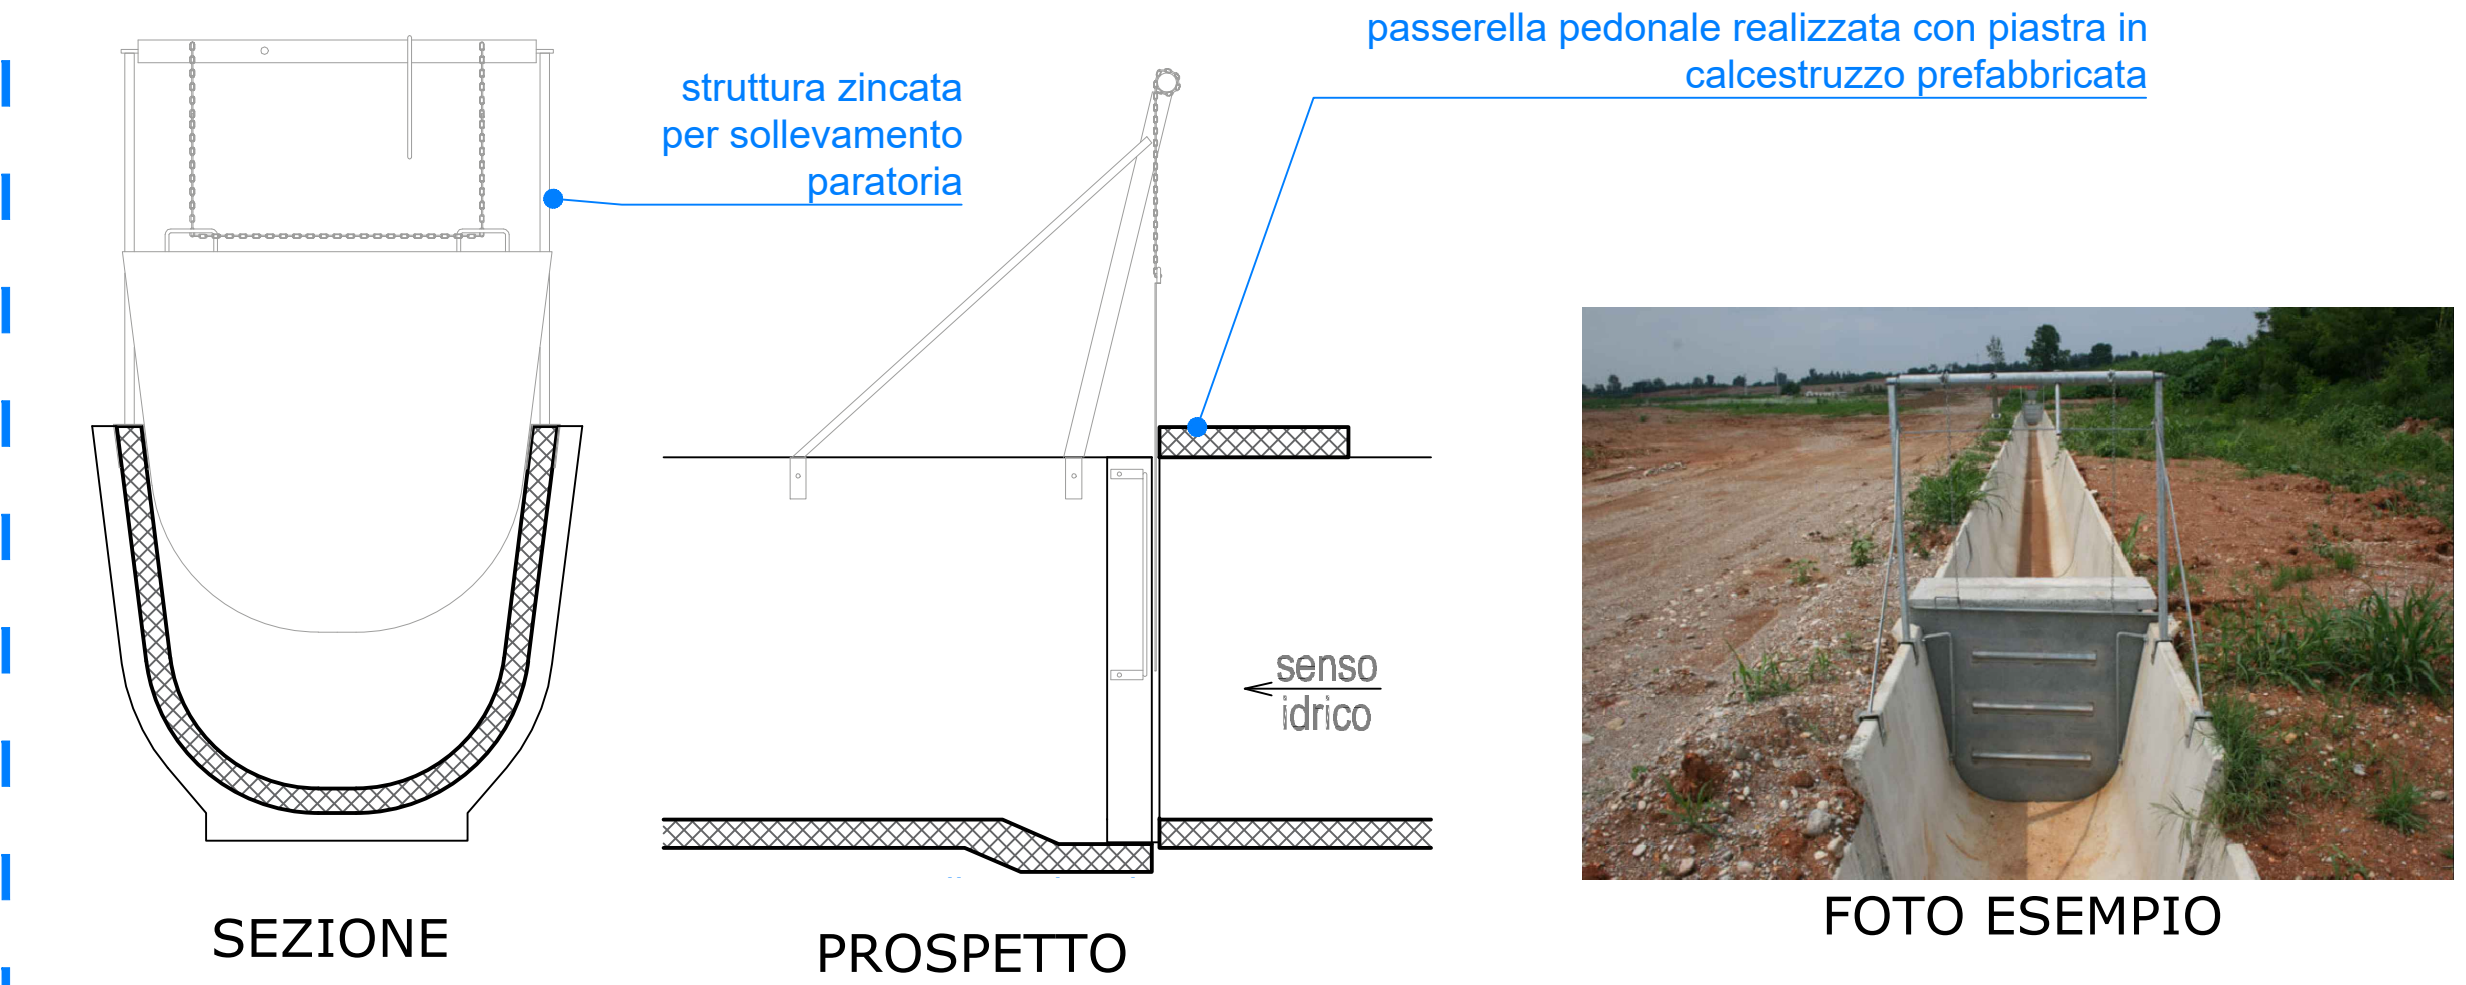 passerella pedonale realizzata con piastra in
calcestruzzo prefabbricata
struttura zincata
per sollevamento
paratoria
senso
idrico
SEZIONE
PROSPETTO
FOTO ESEMPIO